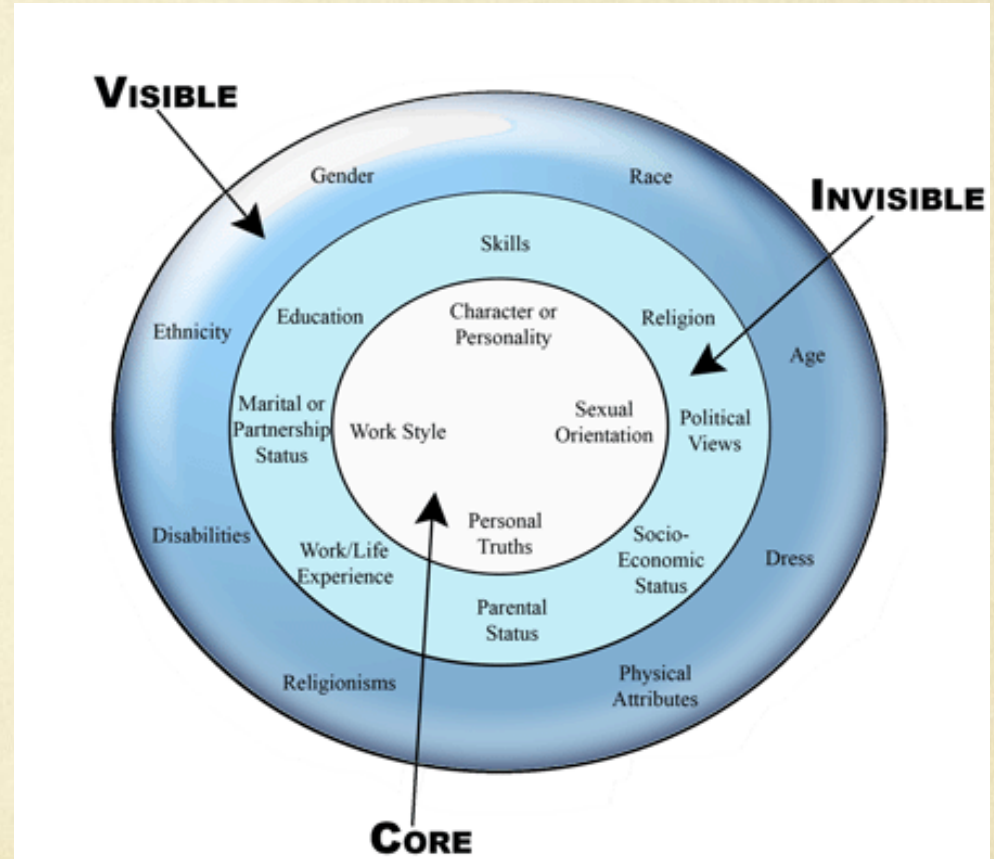 VISIBLE
Gender
Race
INVISIBLE
Skills
Education
Character or
Personality
Religion
Ethnicity
Age
Marital or
Partnership
Status
Work Style
Sexual
Orientation
Political
Views
Disabilities
Work/Life
Experience
Personal
Truths
Socio-
Economic
Status
Dress
Parental
Status
Religionisms
Physical
Attributes
CORE